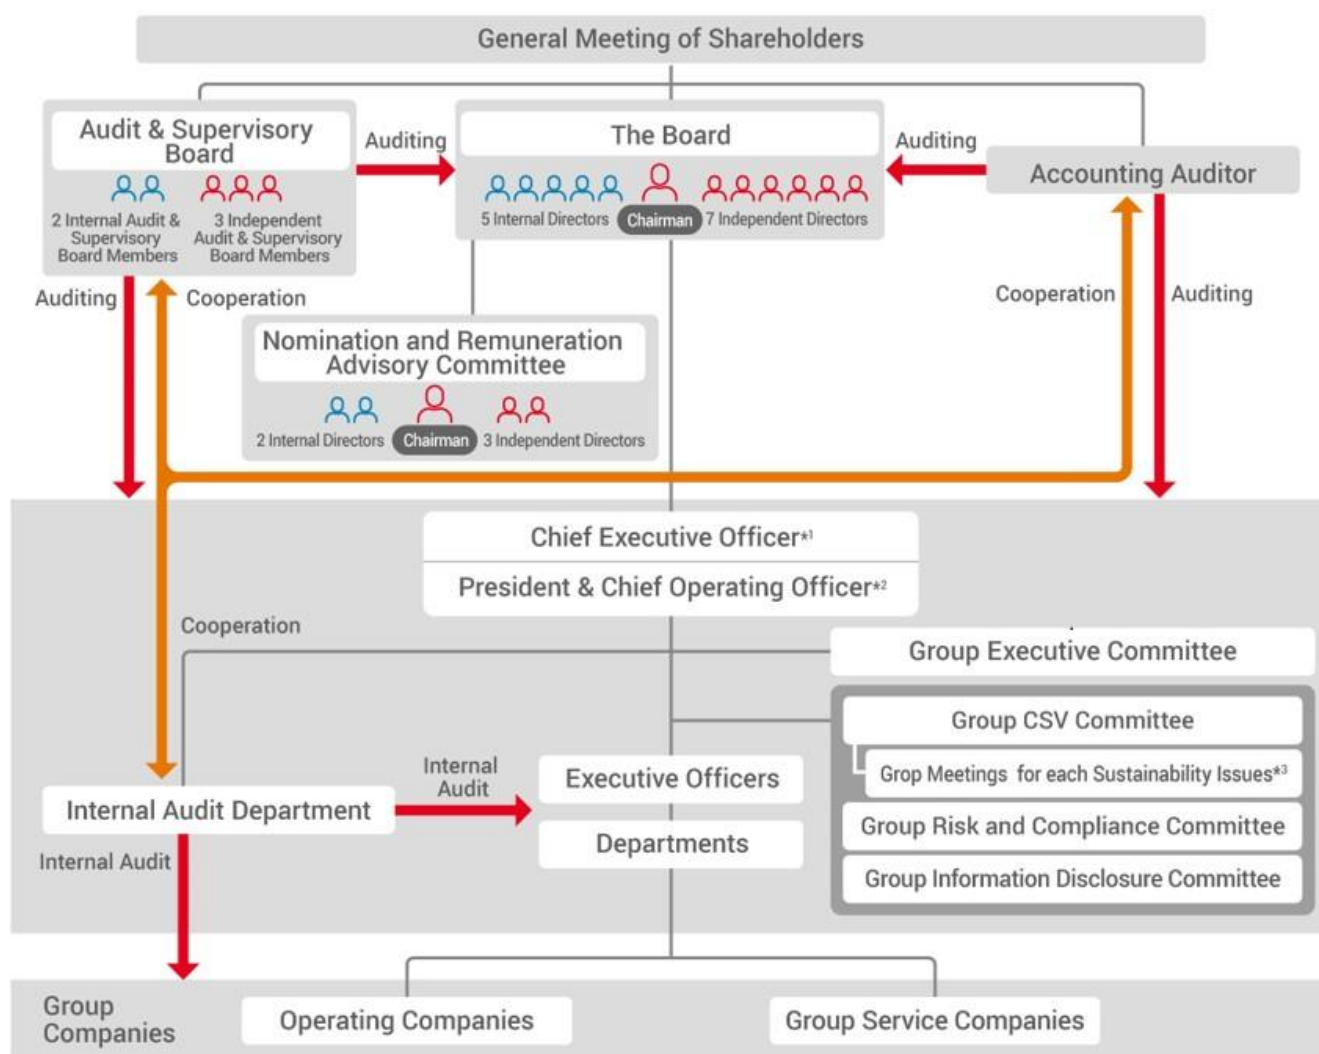 General Meeting of Shareholders
Audit & Supervisory
Board
2 Internal Audit &
Supervisory
Board Members
3 Independent
Audit & Supervisory
Board Members
Auditing
The Board
5 Internal Directors
Chairman
7 Independent Directors
Auditing
Accounting Auditor
Auditing
Cooperation
Cooperation
Auditing
Nomination and Remuneration
Advisory Committee
2 Internal Directors
Chairman
3 Independent Directors
Chief Executive Officer*1
President & Chief Operating Officer*2
Cooperation
Group Executive Committee
Group CSV Committee
Grop Meetings for each Sustainability Issues*3
Group Risk and Compliance Committee
Group Information Disclosure Committee
Internal
Audit
Executive Officers
Internal Audit Department
Departments
Internal Audit
Group
Companies
Operating Companies
Group Service Companies